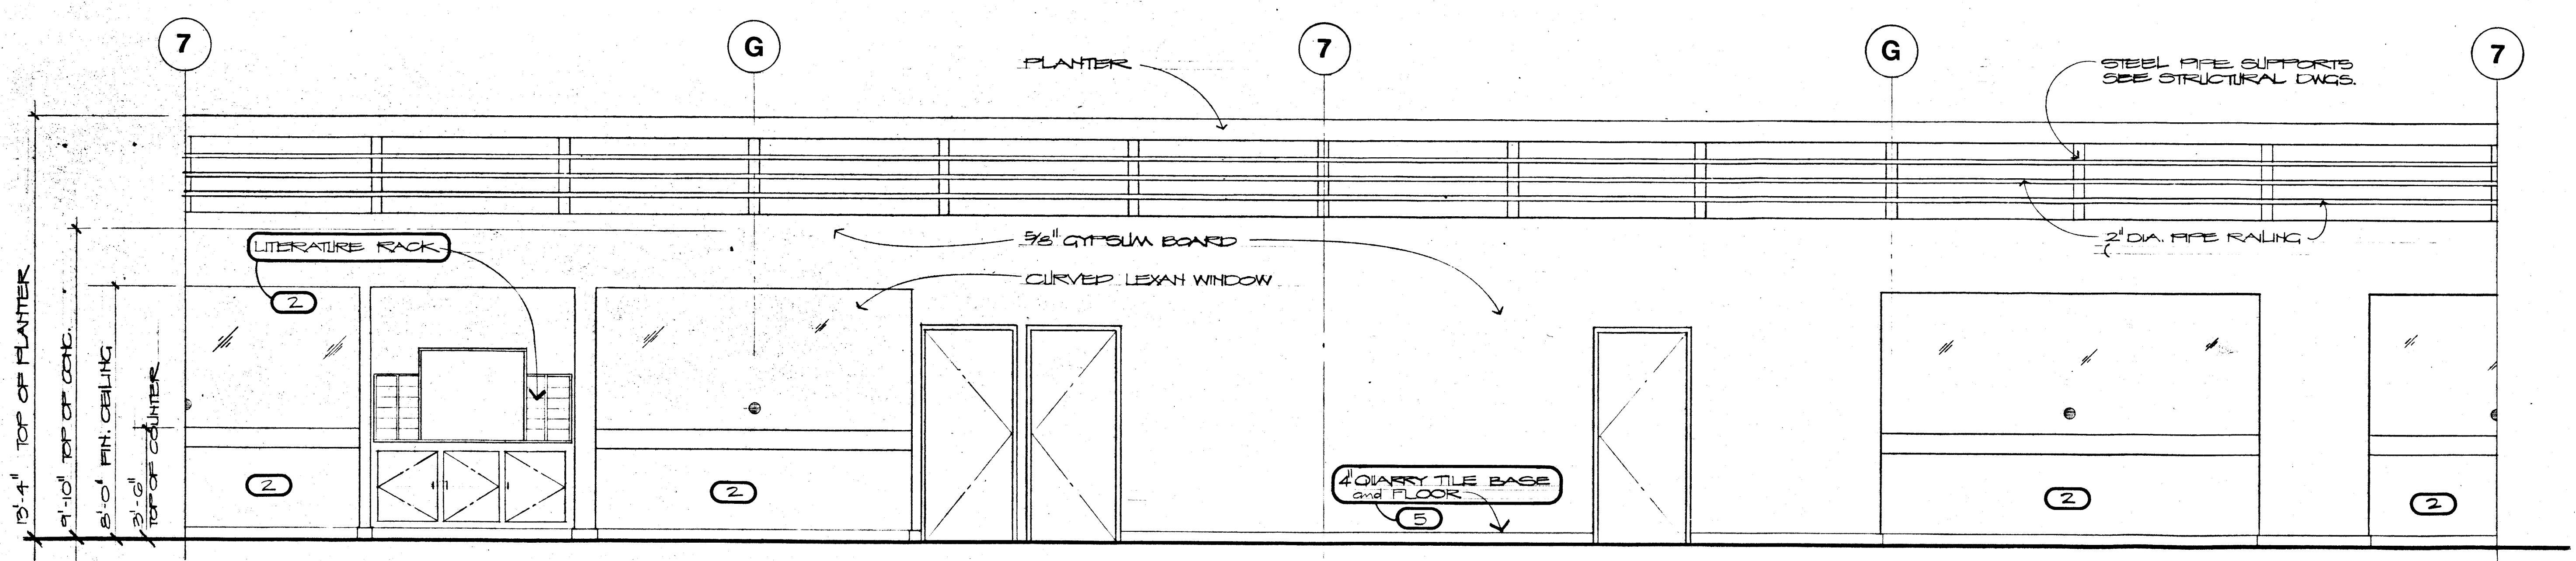 7
G
7
G
7
PLANTER
STEEL PIPE SUPPORTS
SEE STRUCTURAL DWGS.
LITERATURE RACK
2
5/8" GYPSUM BOARD
CURVED LEXAN WINDOW
2" DIA. PIPE RAILING
13'-4" TOP OF PLANTER
9'-10" TOP OF CONC.
8'-0" FIN. CEILING
3'-6"
TOP OF COUNTER
2
2
4" QUARRY TILE BASE
and FLOOR
5
2
2